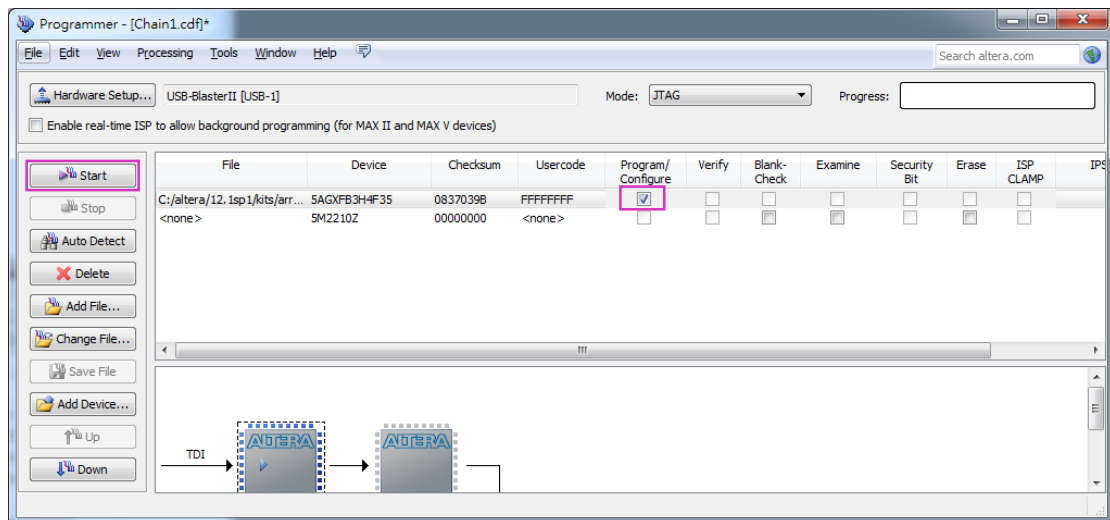 Programmer - [Chain1.cdf]*
File Edit View Processing Tools Window Help Search altera.com
Hardware Setup... USB-BlasterII [USB-1] Mode: JTAG Progress:
Enable real-time ISP to allow background programming (for MAX II and MAX V devices)
Start
Stop
Auto Detect
Delete
Add File...
Change File...
Save File
Add Device...
Up
Down
File Device Checksum Usercode Program/ Verify Blank- Examine Security Erase ISP IPS
Configure Check Bit CLAMP
C:/altera/12.1sp1/kits/arr... 5AGXFB3H4F35 0837039B FFFFFFFF
<none> 5M2210Z 00000000 <none>
ALTERA ALTERA
TDI